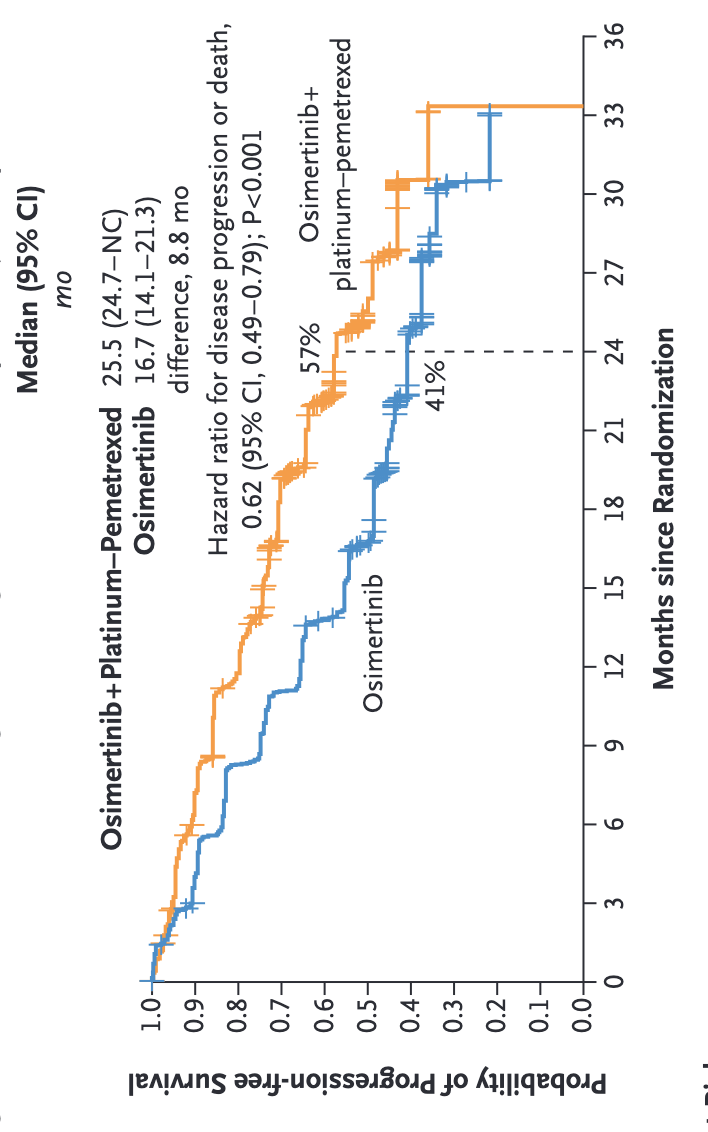 Median (95% CI)
mo
Osimertinib+Platinum–Pemetrexed 25.5 (24.7–NC)
Osimertinib 16.7 (14.1–21.3)
difference, 8.8 mo
Hazard ratio for disease progression or death,
0.62 (95% CI, 0.49–0.79); P<0.001
Osimertinib+
platinum–pemetrexed
57%
41%
Osimertinib
Probability of Progression-free Survival
1.0
0.9
0.8
0.7
0.6
0.5
0.4
0.3
0.2
0.1
0.0
0 3 6 9 12 15 18 21 24 27 30 33 36
Months since Randomization